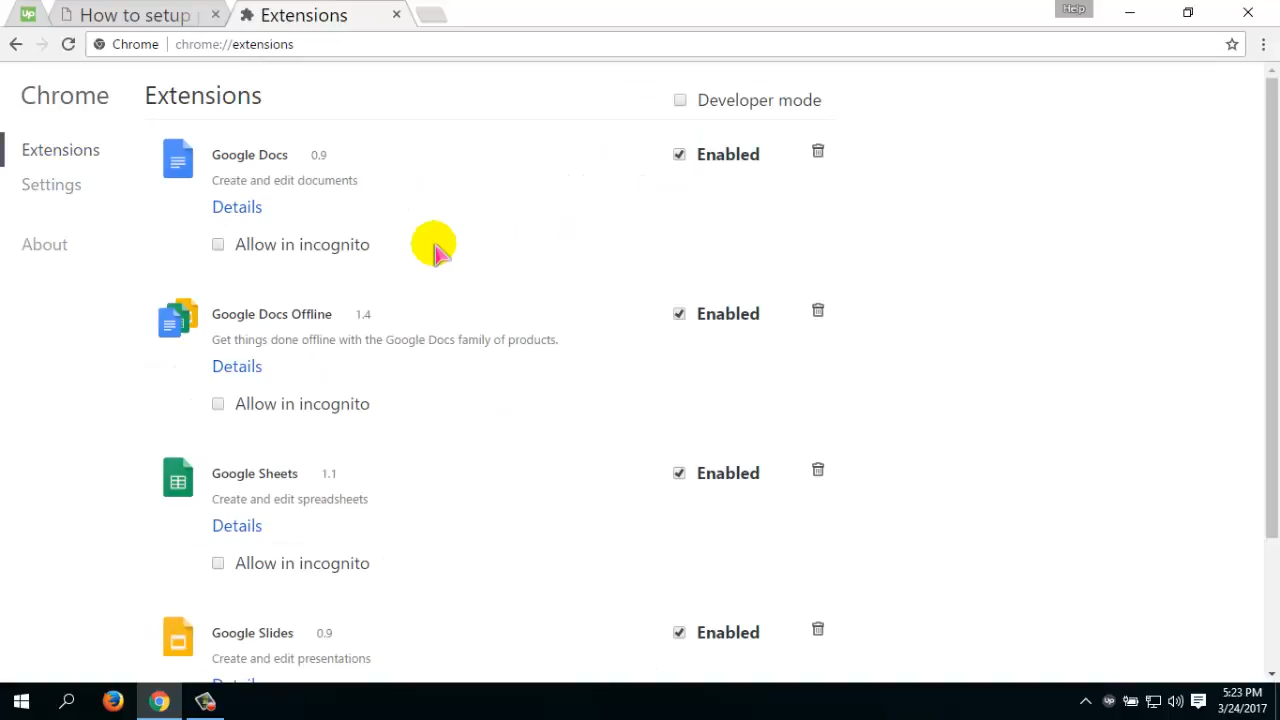 Up
How to setup
Extensions
Help
Chrome
chrome://extensions
Chrome
Extensions
Developer mode
Extensions
Settings
About
Google Docs 0.9
Enabled
Create and edit documents
Details
Allow in incognito
Google Docs Offline 1.4
Enabled
Get things done offline with the Google Docs family of products.
Details
Allow in incognito
Google Sheets 1.1
Enabled
Create and edit spreadsheets
Details
Allow in incognito
Google Slides 0.9
Enabled
Create and edit presentations
Details
Up
5:23 PM
3/24/2017